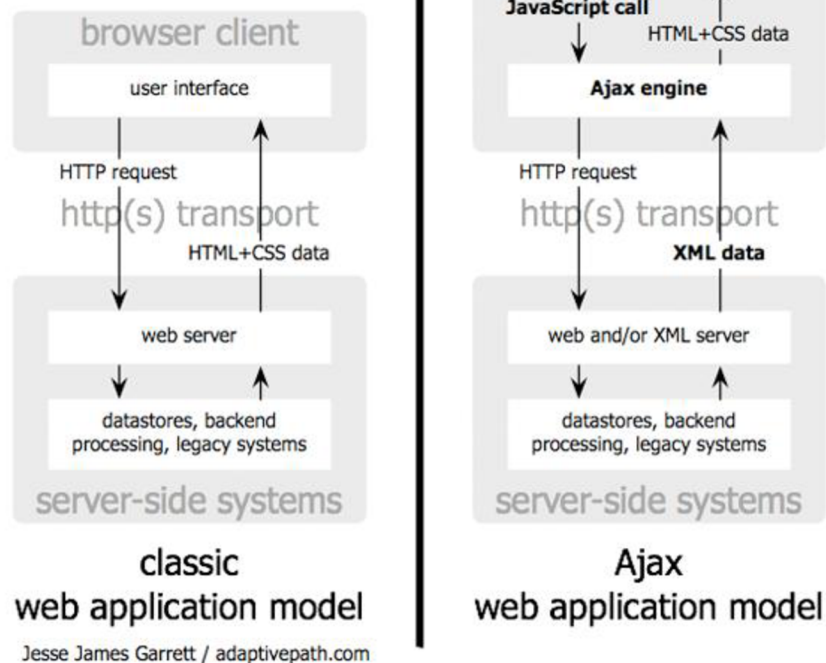 browser client
user interface
HTTP request
http(s) transport
HTML+CSS data
web server
datastores, backend
processing, legacy systems
server-side systems
classic
web application model
Jesse James Garrett / adaptivepath.com
JavaScript call
HTML+CSS data
Ajax engine
HTTP request
http(s) transport
XML data
web and/or XML server
datastores, backend
processing, legacy systems
server-side systems
Ajax
web application model